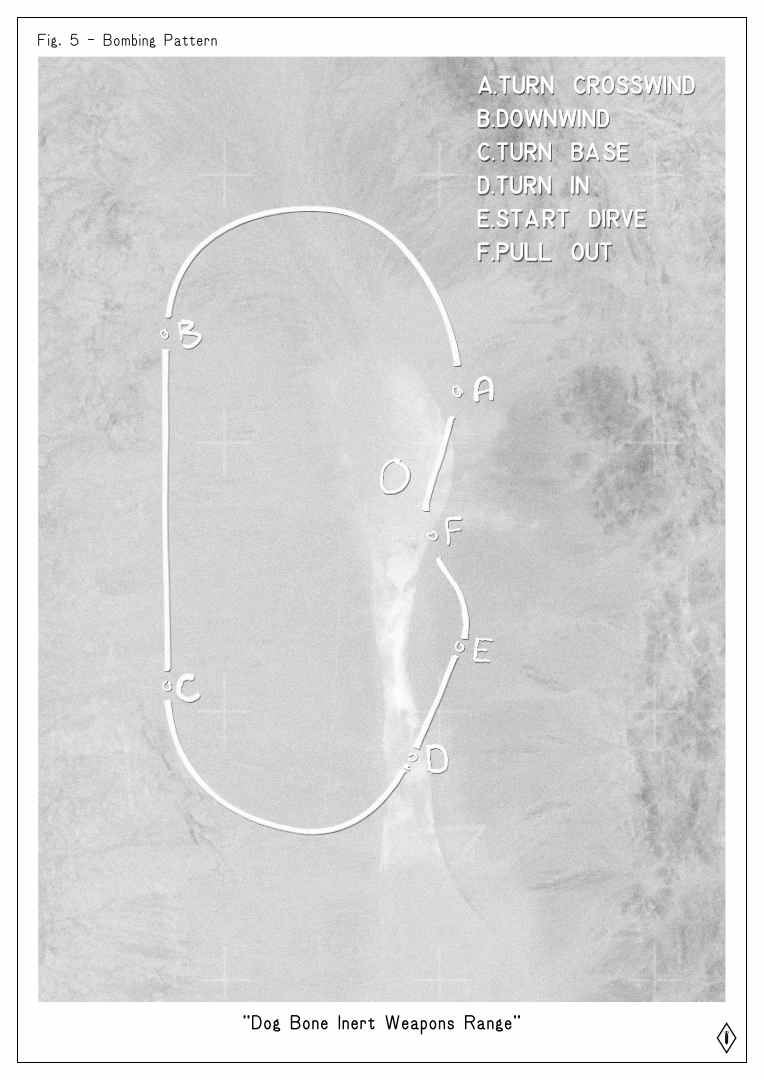 Fig. 5 - Bombing Pattern
A.TURN CROSSWIND
B.DOWNWIND
C.TURN BASE
D.TURN IN
E.START DIRVE
F.PULL OUT
B
A
O
F
E
C
D
"Dog Bone Inert Weapons Range"